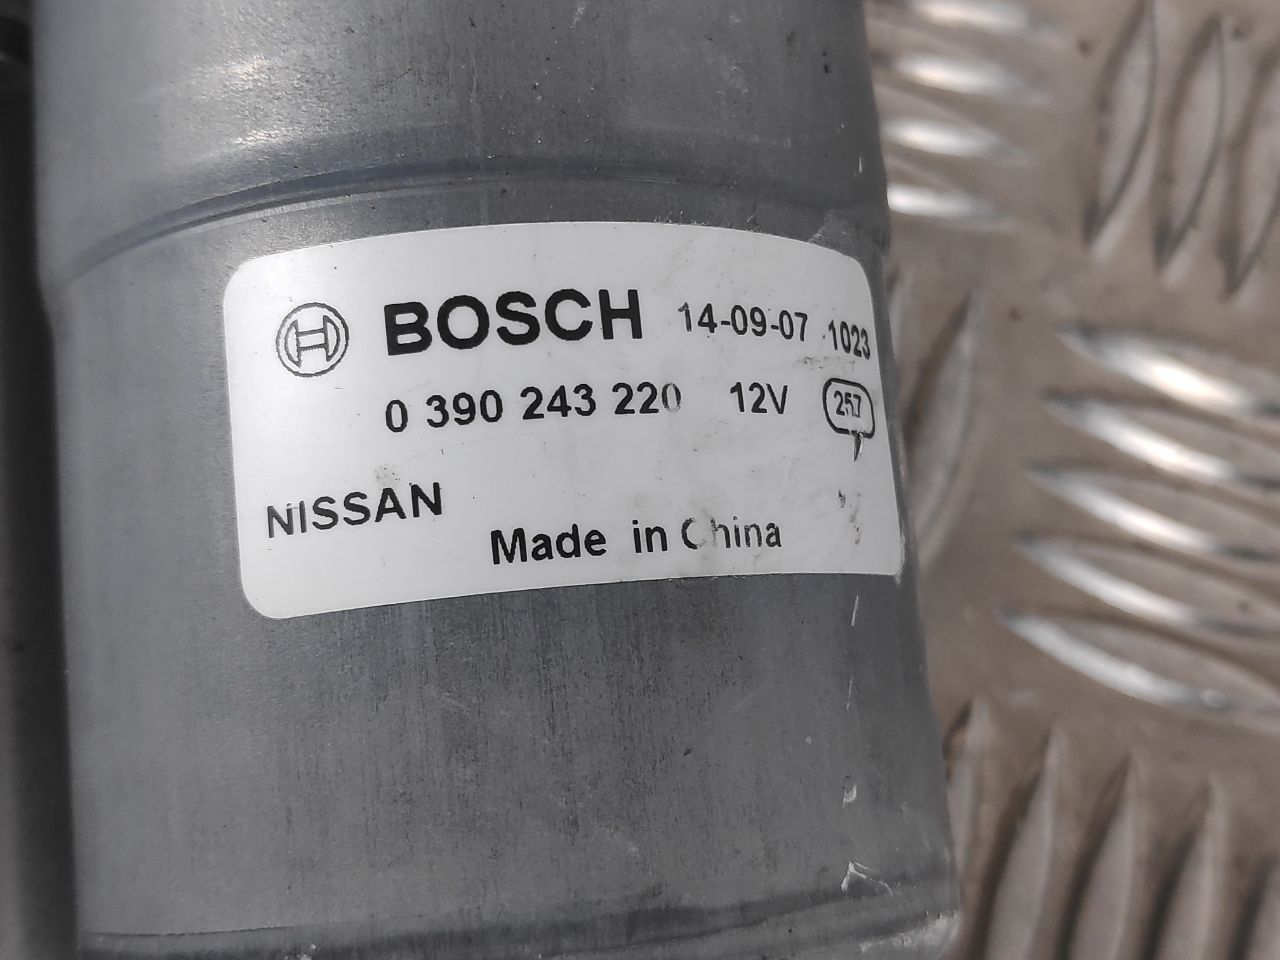 BOSCH 14-09-07 1023
0 390 243 220 12V 257
NISSAN
Made in China